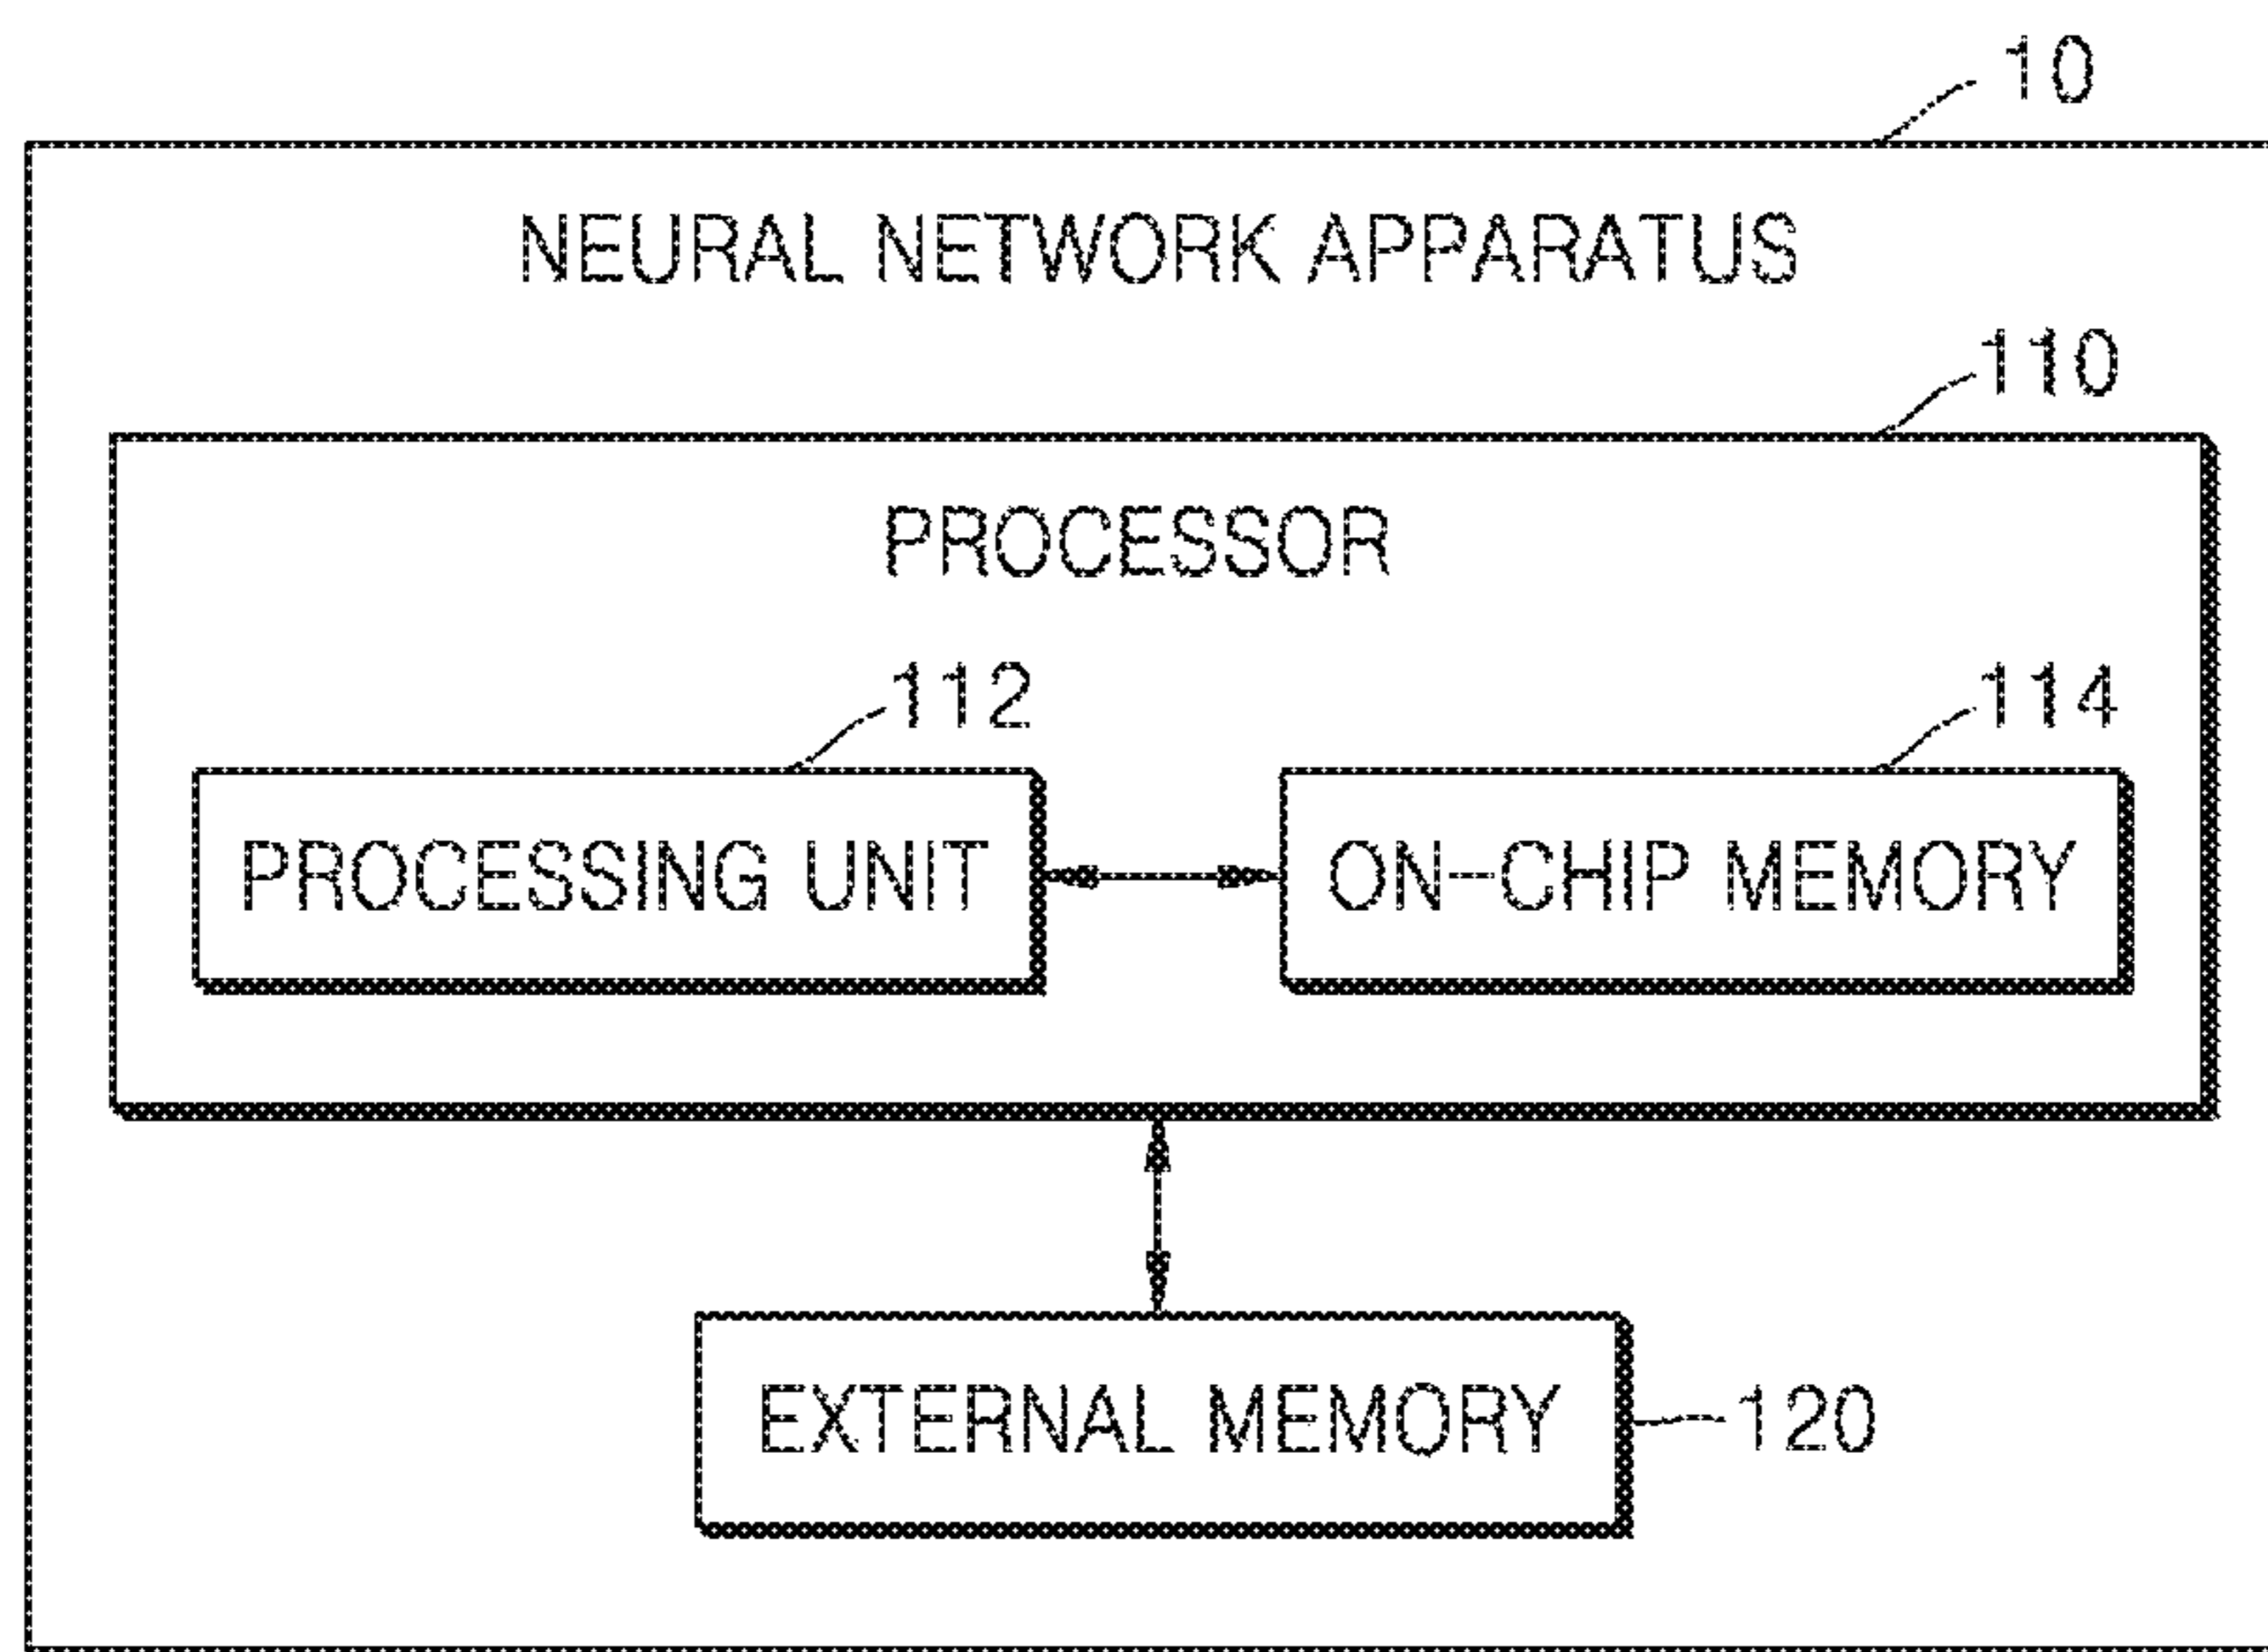 10
NEURAL NETWORK APPARATUS
110
PROCESSOR
112
114
PROCESSING UNIT
ON-CHIP MEMORY
EXTERNAL MEMORY
120